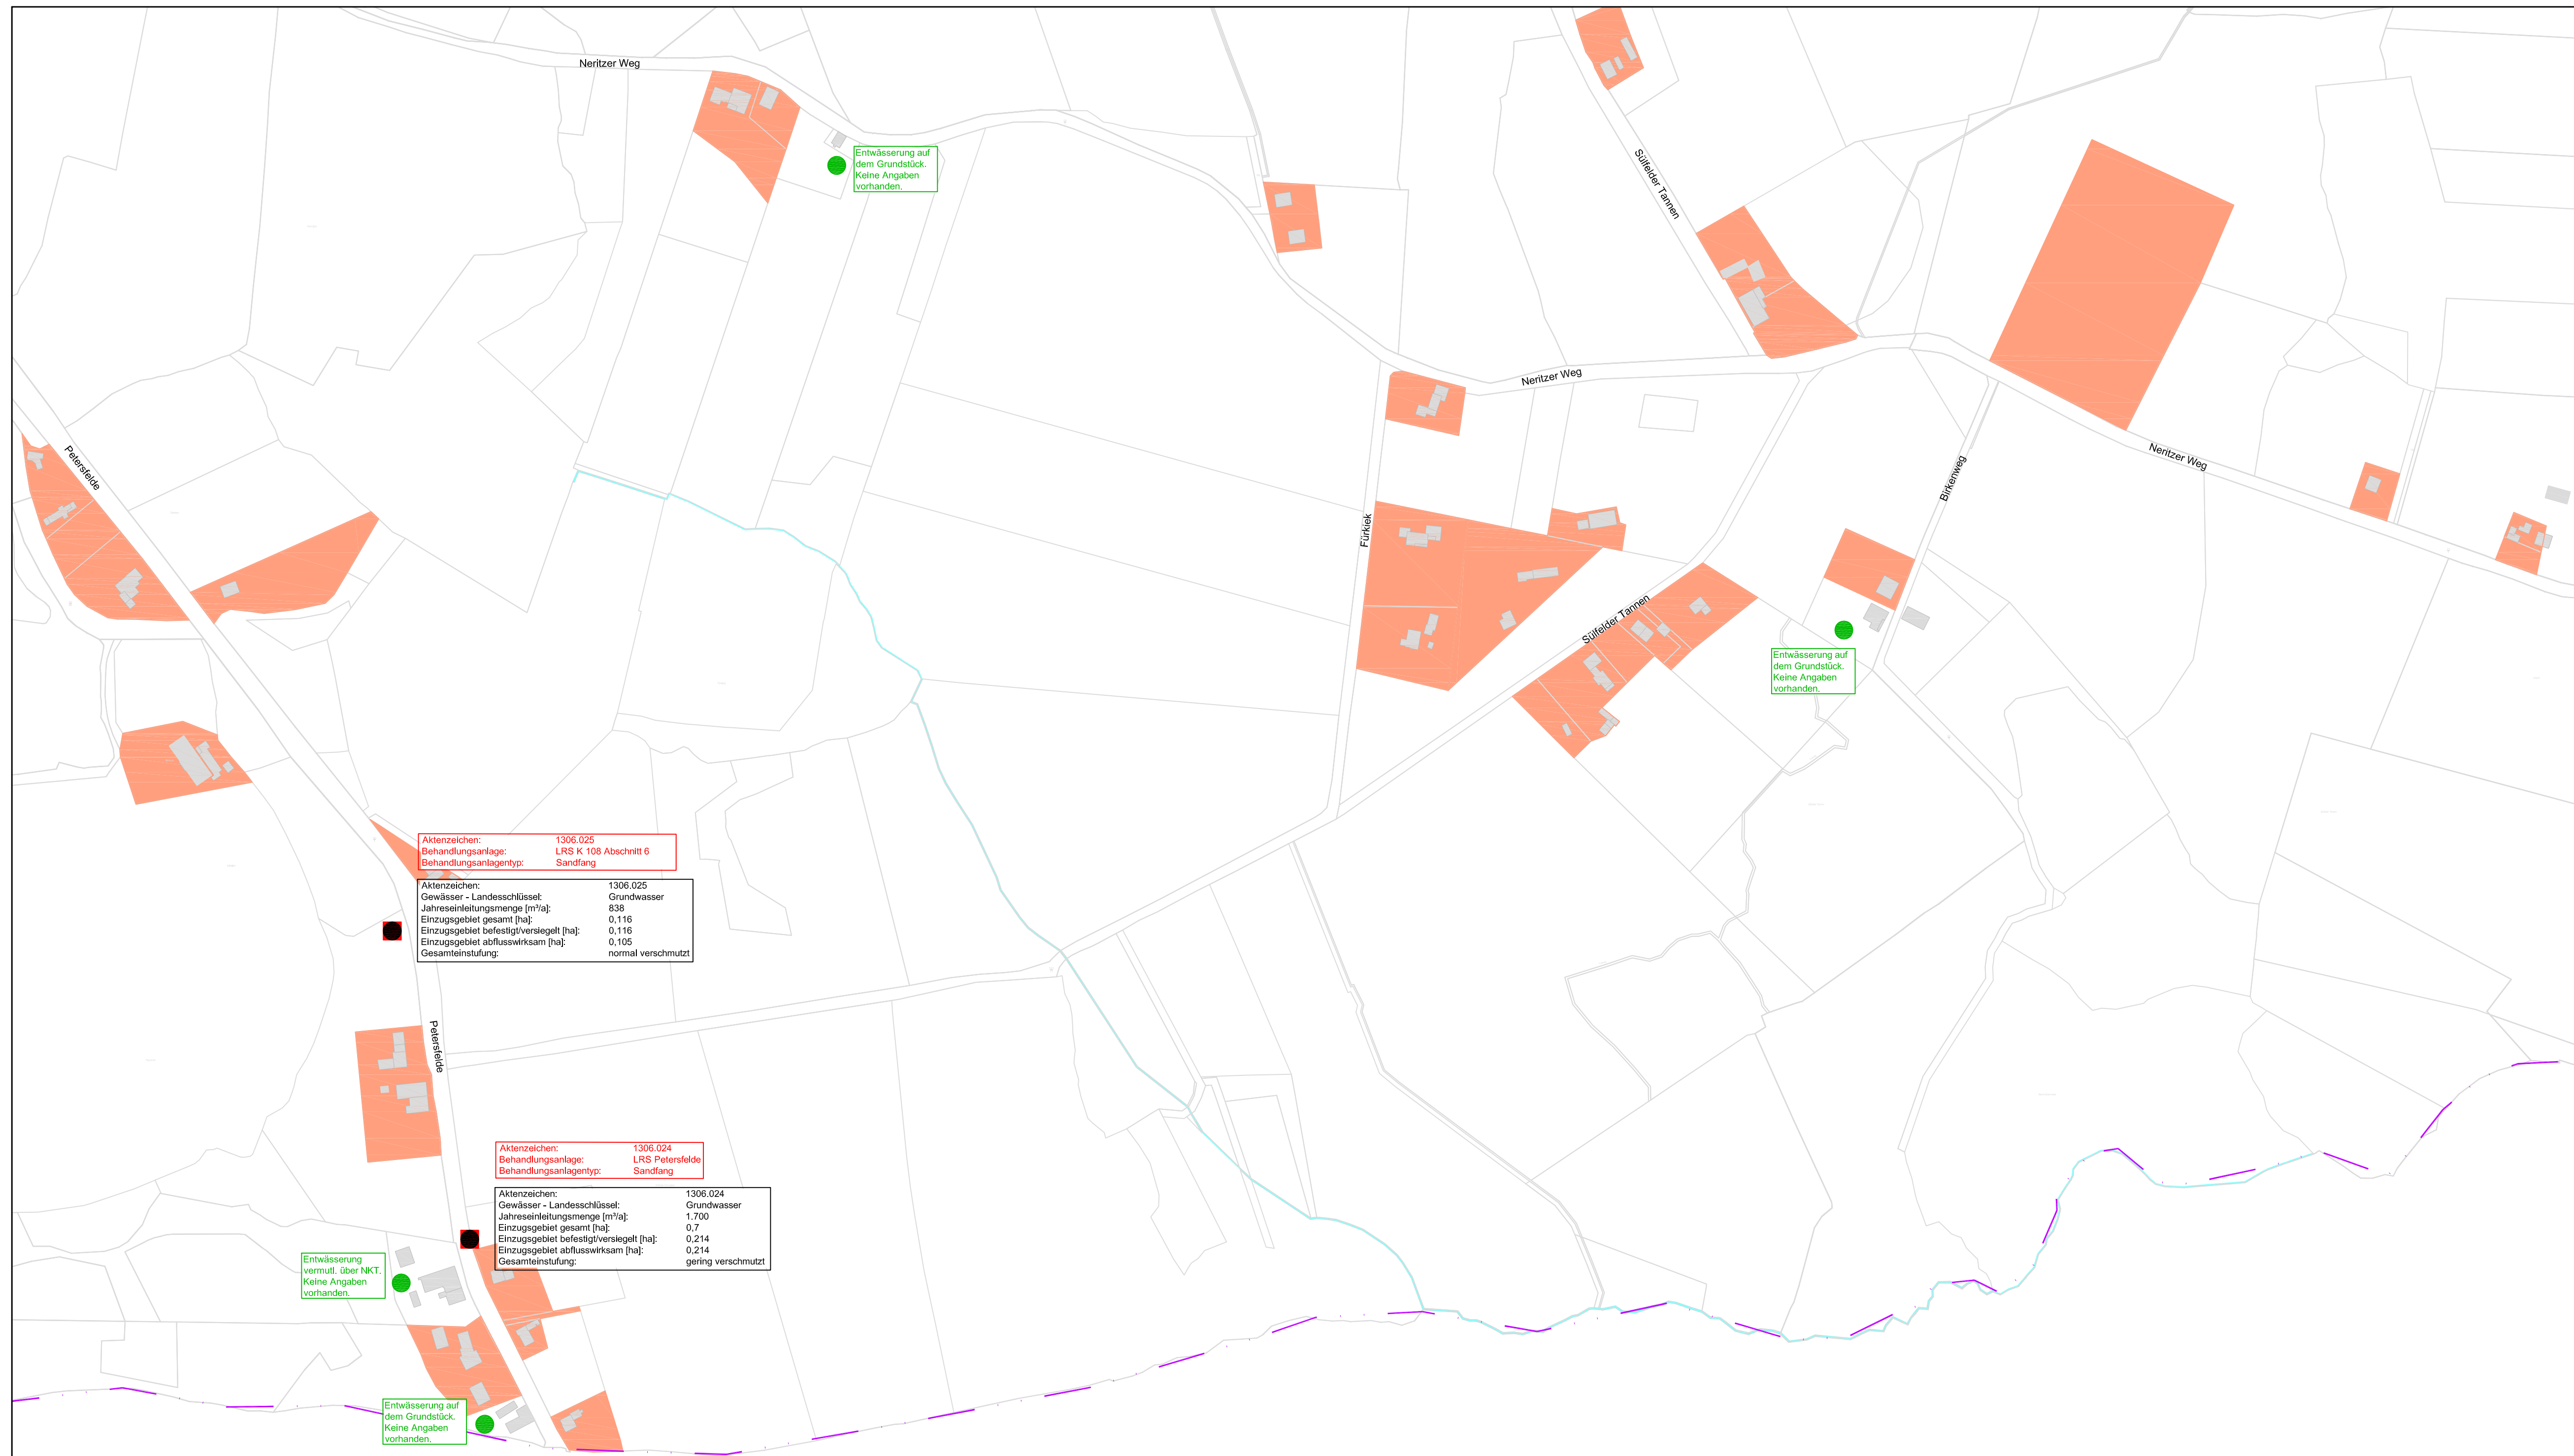 Neritzer Weg
Entwässerung auf
dem Grundstück.
Keine Angaben
vorhanden.
Sülfelder Tannen
Neritzer Weg
Neritzer Weg
Petersfelde
Birkenweg
Fürkiek
Sülfelder Tannen
Entwässerung auf
dem Grundstück.
Keine Angaben
vorhanden.
Aktenzeichen: 1306.025
Behandlungsanlage: LRS K 108 Abschnitt 6
Behandlungsanlagentyp: Sandfang
Aktenzeichen: 1306.025
Gewässer - Landesschlüssel: Grundwasser
Jahreseinleitungsmenge [m³/a]: 838
Einzugsgebiet gesamt [ha]: 0,116
Einzugsgebiet befestigt/versiegelt [ha]: 0,116
Einzugsgebiet abflusswirksam [ha]: 0,105
Gesamteinstufung: normal verschmutzt
Petersfelde
Aktenzeichen: 1306.024
Behandlungsanlage: LRS Petersfelde
Behandlungsanlagentyp: Sandfang
Aktenzeichen: 1306.024
Gewässer - Landesschlüssel: Grundwasser
Jahreseinleitungsmenge [m³/a]: 1.700
Einzugsgebiet gesamt [ha]: 0,7
Einzugsgebiet befestigt/versiegelt [ha]: 0,214
Einzugsgebiet abflusswirksam [ha]: 0,214
Gesamteinstufung: gering verschmutzt
Entwässerung
vermutl. über NKT.
Keine Angaben
vorhanden.
Entwässerung auf
dem Grundstück.
Keine Angaben
vorhanden.